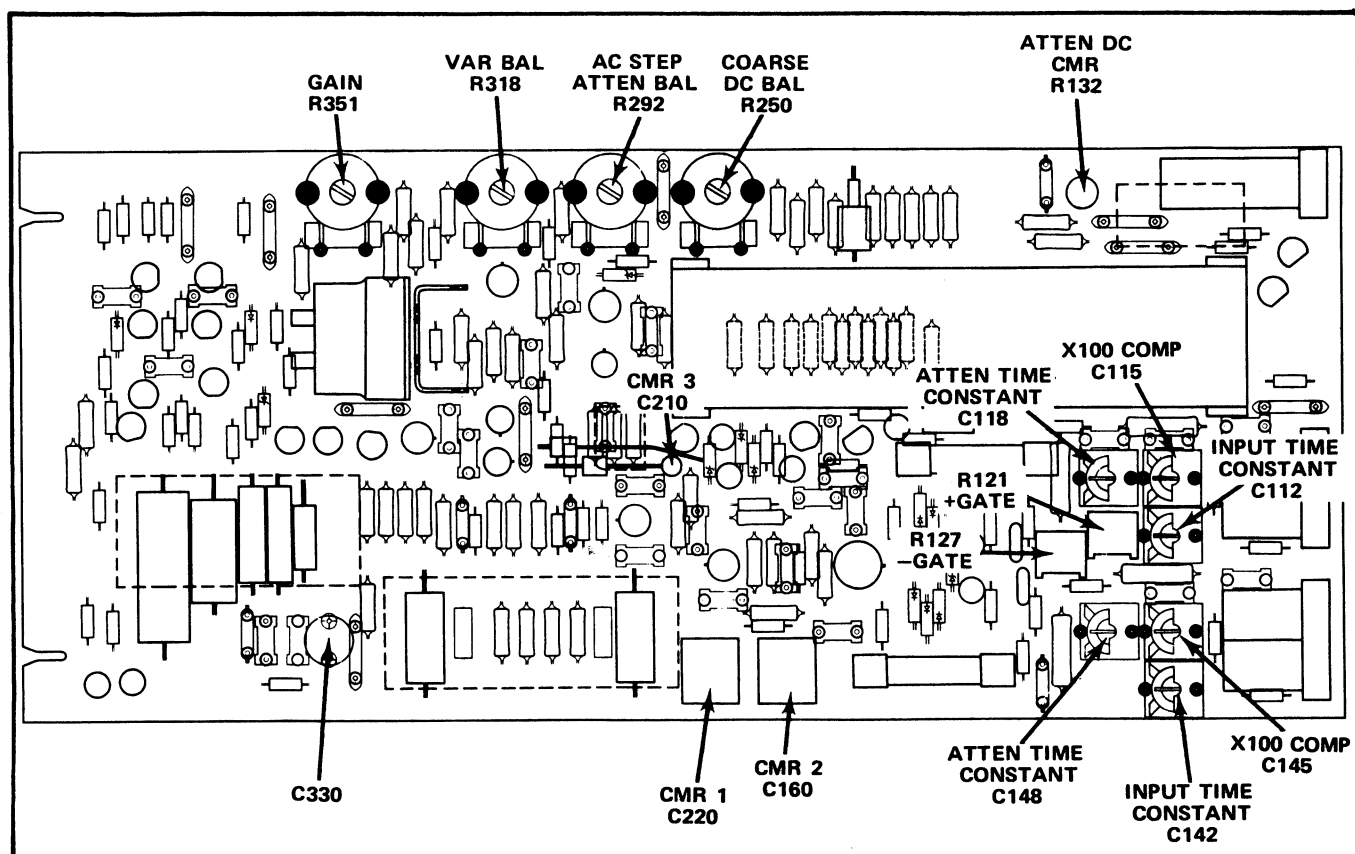 GAIN
R351
VAR BAL
R318
AC STEP
ATTEN BAL
R292
COARSE
DC BAL
R250
ATTEN DC
CMR
R132
CMR 3
C210
ATTEN TIME
CONSTANT
C118
X100 COMP
C115
INPUT TIME
CONSTANT
C112
R121
+GATE
R127
−GATE
C330
CMR 1
C220
CMR 2
C160
ATTEN TIME
CONSTANT
C148
INPUT TIME
CONSTANT
C142
X100 COMP
C145